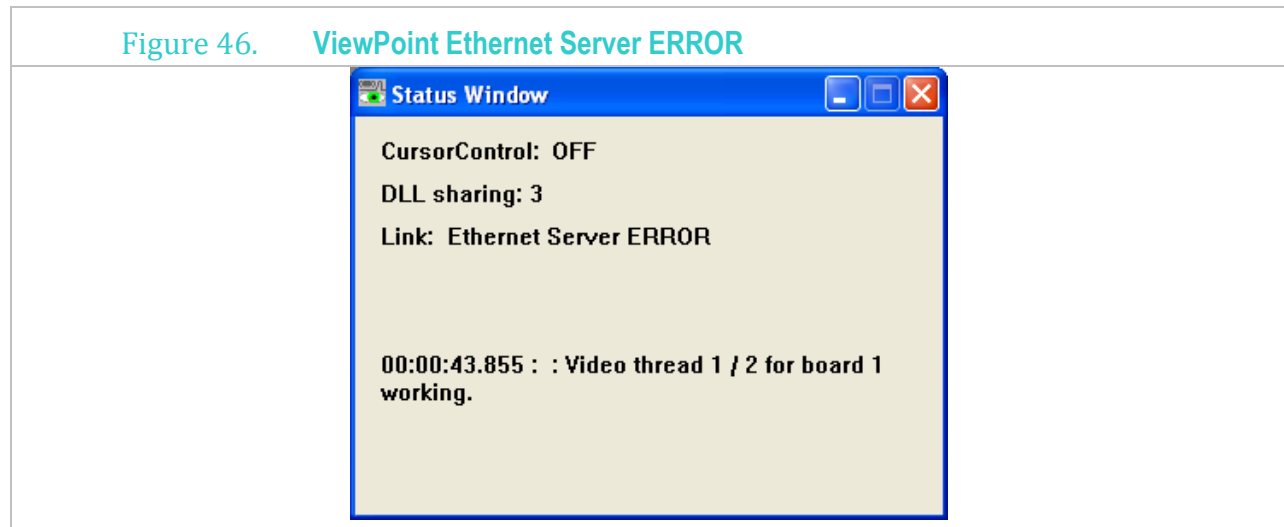 Figure 46. ViewPoint Ethernet Server ERROR
Status Window
CursorControl: OFF
DLL sharing: 3
Link: Ethernet Server ERROR
00:00:43.855 : : Video thread 1 / 2 for board 1
working.